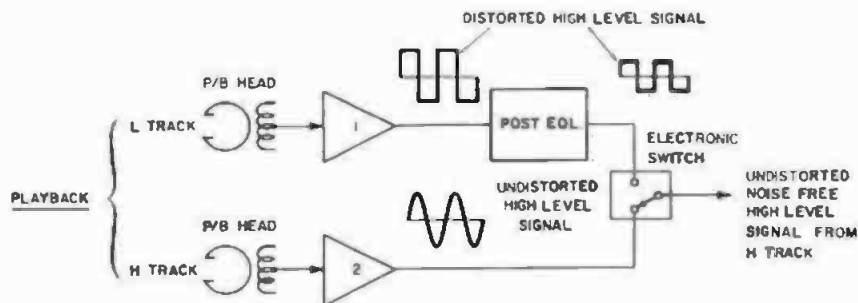 DISTORTED HIGH LEVEL SIGNAL
P/B HEAD
L TRACK
1
POST EQL
ELECTRONIC
SWITCH
PLAYBACK
UNDISTORTED
HIGH LEVEL
SIGNAL
UNDISTORTED
NOISE FREE
HIGH LEVEL
SIGNAL FROM
H TRACK
P/B HEAD
H TRACK
2